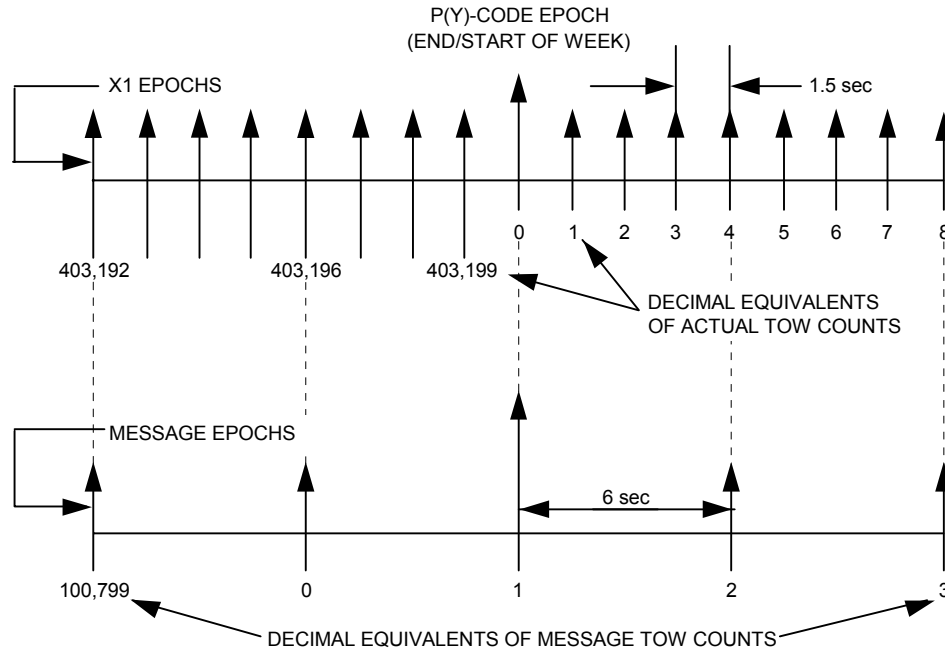 P(Y)-CODE EPOCH
(END/START OF WEEK)
X1 EPOCHS
1.5 sec
0 1 2 3 4 5 6 7 8
403,192 403,196 403,199
DECIMAL EQUIVALENTS
OF ACTUAL TOW COUNTS
MESSAGE EPOCHS
6 sec
100,799 0 1 2 3
DECIMAL EQUIVALENTS OF MESSAGE TOW COUNTS